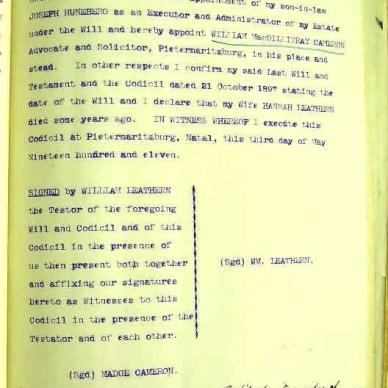 appointment of my son-in-law
JOSEPH HUNEBERG as an Executor and Administrator of my Estate
under the Will and hereby appoint WILLIAM MacGILLIVRAY CAMERON
Advocate and Solicitor, Pietermaritzburg, in his place and
stead. In other respects I confirm my said Last Will and
Testament and the Codicil dated 21 October 1897 stating the
date of the Will and I declare that my Wife HANNAH LEATHERN
died some years ago. IN WITNESS WHEREOF I execute this
Codicil at Pietermaritzburg, Natal, this third day of May
Nineteen hundred and eleven.
SIGNED by WILLIAM LEATHERN
the Testor of the foregoing
Will and Codicil and of this
Codicil in the presence of
us then present both together
and affixing our signatures
hereto as Witnesses to this
Codicil in the presence of the
Testator and of each other.
(Sgd) WM. LEATHERN.
(Sgd) MADGE CAMERON.